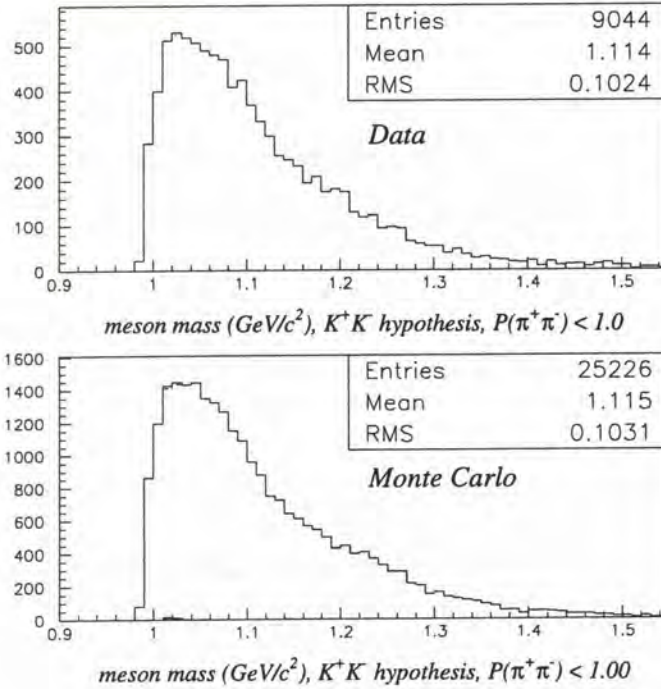 Entries 9044
Mean 1.114
RMS 0.1024
Data
500
400
300
200
100
0
0.9 1 1.1 1.2 1.3 1.4 1.5
meson mass (GeV/c²), K⁺K⁻ hypothesis, P(π⁺π⁻) < 1.0
1600
Entries 25226
Mean 1.115
RMS 0.1031
Monte Carlo
1400
1200
1000
800
600
400
200
0
0.9 1 1.1 1.2 1.3 1.4 1.5
meson mass (GeV/c²), K⁺K⁻ hypothesis, P(π⁺π⁻) < 1.00